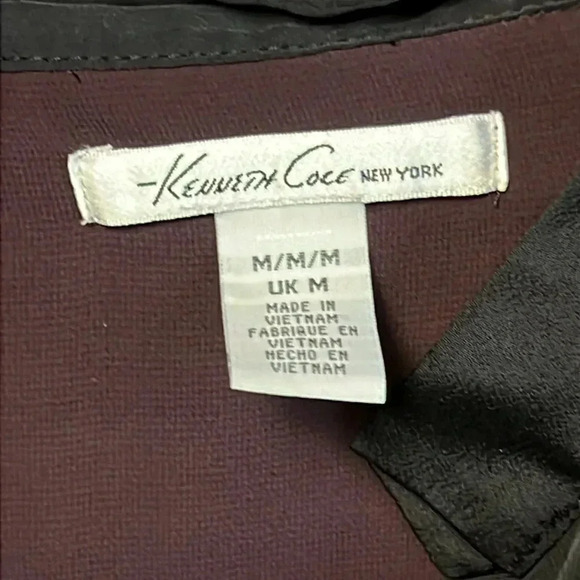 Kenneth Cole NEW YORK
M/M/M
UK M
MADE IN
VIETNAM
FABRIQUE EN
VIETNAM
HECHO EN
VIETNAM